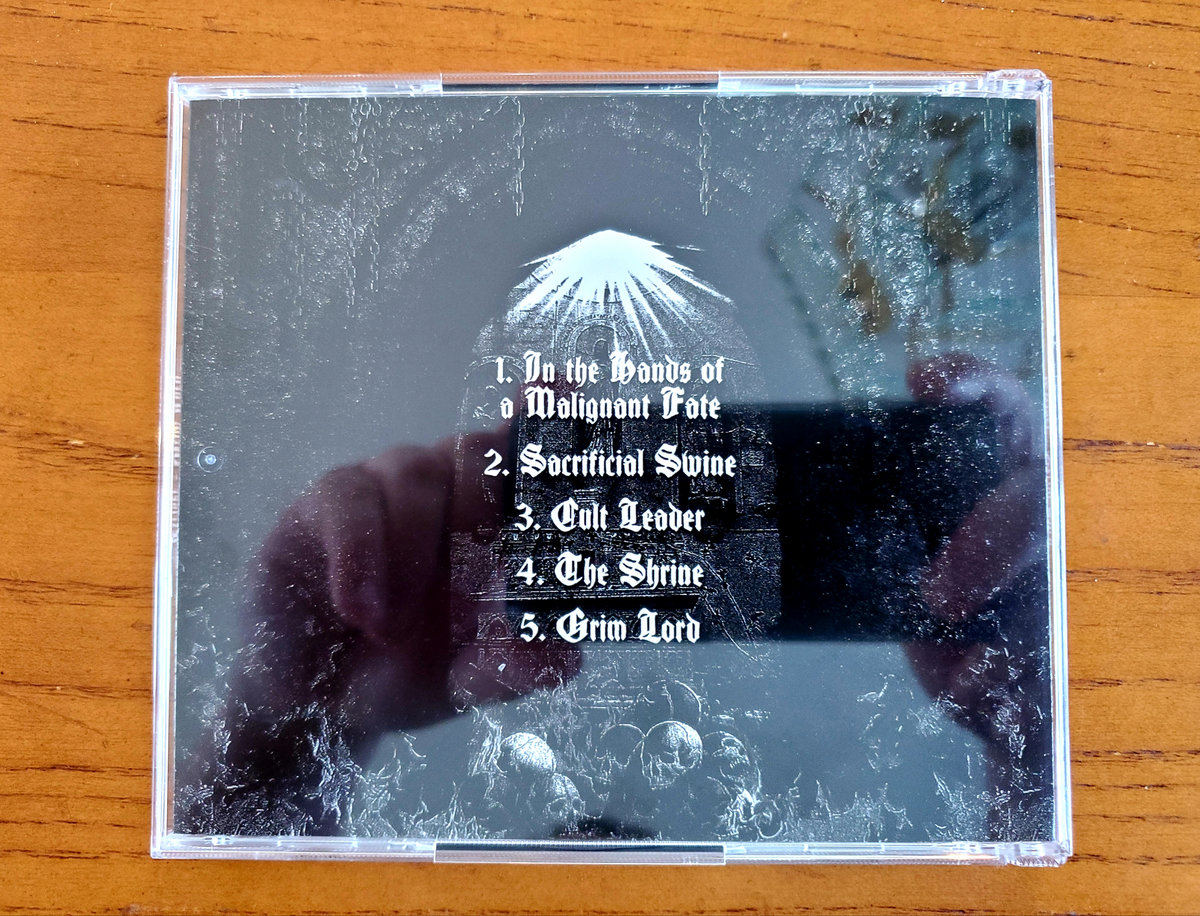 1. In the Hands of
a Malignant Fate
2. Sacrificial Swine
3. Cult Leader
4. The Shrine
5. Grim Lord